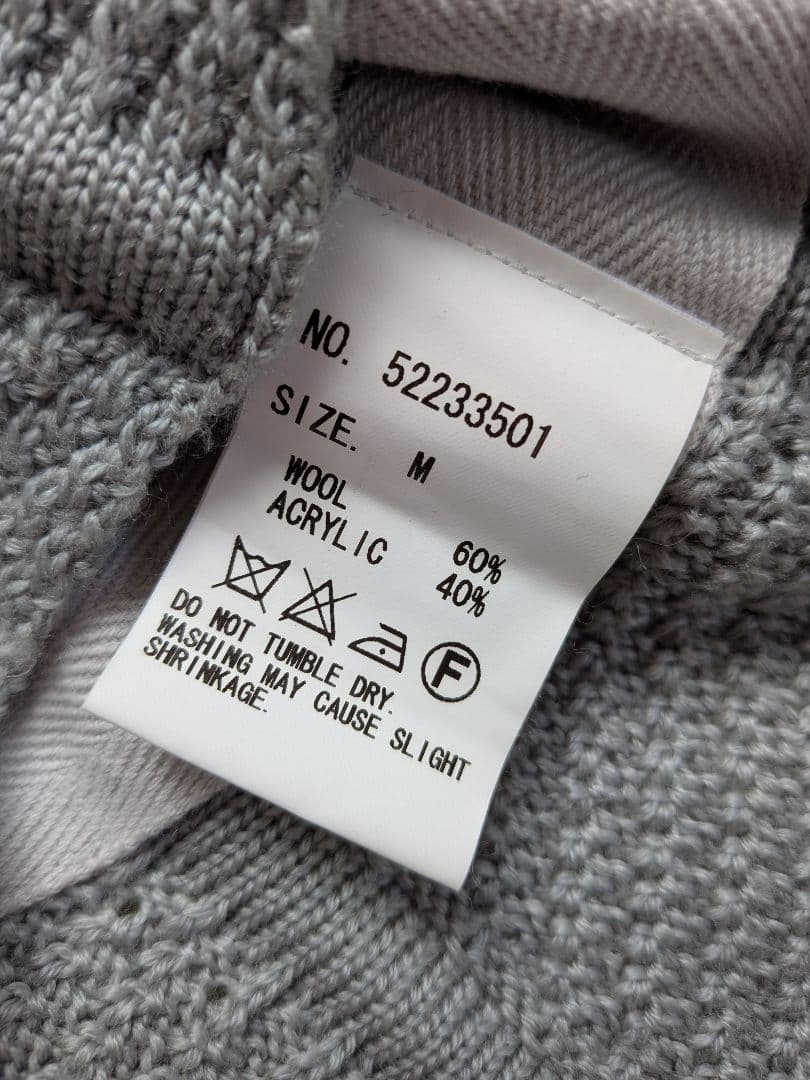 NO. 52233501
SIZE. M
WOOL 60%
ACRYLIC 40%
F
DO NOT TUMBLE DRY.
WASHING MAY CAUSE SLIGHT
SHRINKAGE.